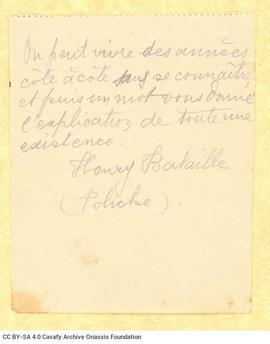 On peut vivre des années
côte à côte sans se connaître,
et puis un mot vous donne
l'explication de toute une
existence.
Henry Bataille
(Poliche).
CC BY-SA 4.0 Cavafy Archive Onassis Foundation